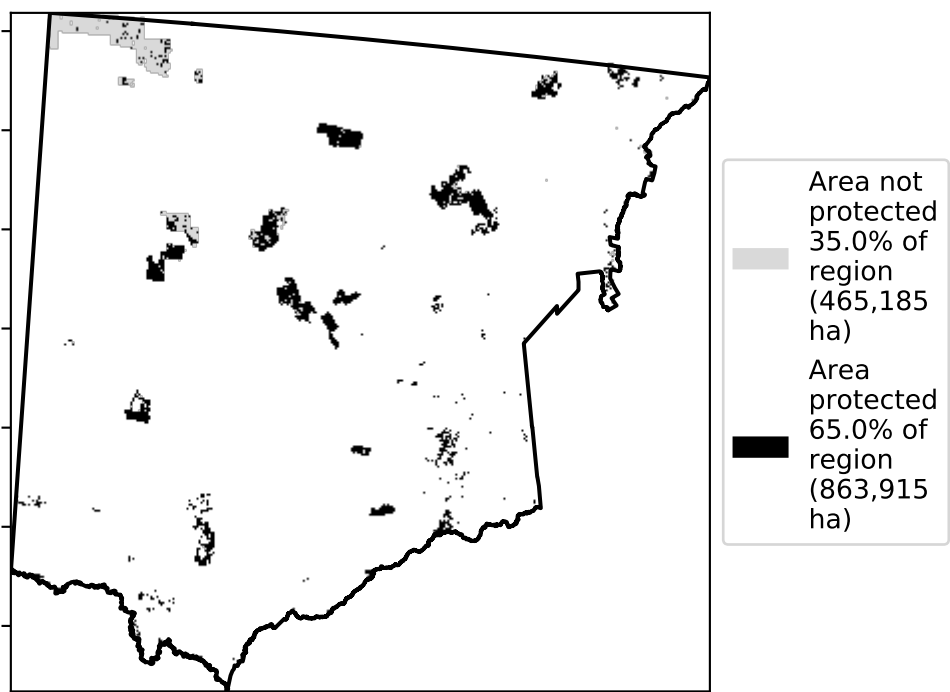 Area not
protected
35.0% of
region
(465,185
ha)
Area
protected
65.0% of
region
(863,915
ha)